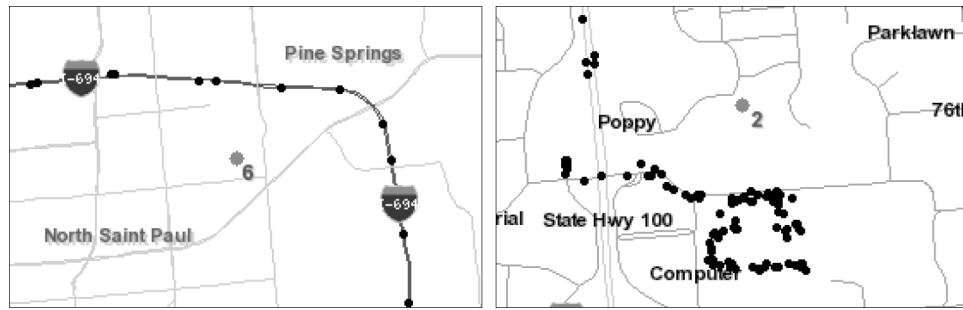 Pine Springs
I-694
6
I-694
North Saint Paul
Parklawn
2
76th
Poppy
rial
State Hwy 100
Computer